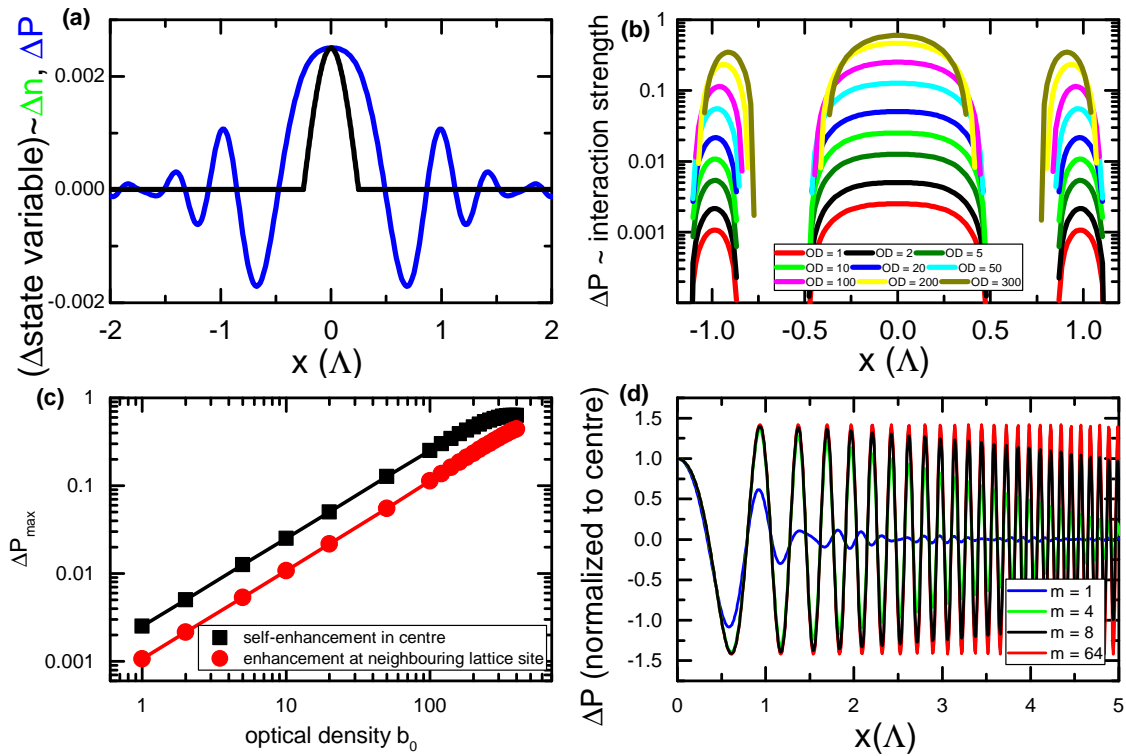 (a)
(Δstate variable)~Δn, ΔP
0.002
0.000
-0.002
-2
-1
0
1
2
x (Λ)
(b)
ΔP ~ interaction strength
1
0.1
0.01
0.001
OD = 1 OD = 2 OD = 5
OD = 10 OD = 20 OD = 50
OD = 100 OD = 200 OD = 300
-1.0
-0.5
0.0
0.5
1.0
x (Λ)
(c)
ΔPmax
1
0.1
0.01
0.001
self-enhancement in centre
enhancement at neighbouring lattice site
1
10
100
optical density b0
(d)
ΔP (normalized to centre)
1.5
1.0
0.5
0.0
-0.5
-1.0
-1.5
m = 1
m = 4
m = 8
m = 64
0
1
2
3
4
5
x(Λ)